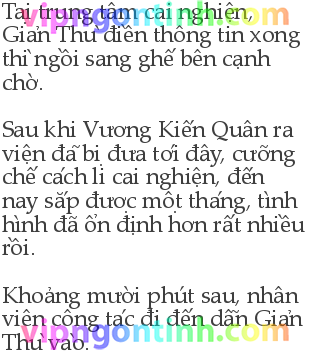 Tại trung tâm cai nghiện,
Giản Thư điền thông tin xong
thì ngồi sang ghế bên cạnh
chờ.
Sau khi Vương Kiến Quân ra
viện đã bị đưa tới đây, cưỡng
chế cách li cai nghiện, đến
nay sắp được một tháng, tình
hình đã ổn định hơn rất nhiều
rồi.
Khoảng mười phút sau, nhân
viên công tác đi đến dẫn Giản
Thư vào.
vipngontinh.com
vipngontinh.com